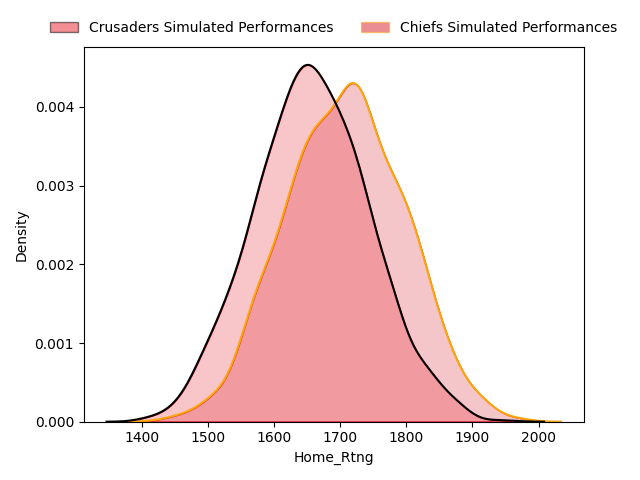 Crusaders Simulated Performances Chiefs Simulated Performances
0.004
0.003
0.002
0.001
0.000
Density
1400 1500 1600 1700 1800 1900 2000
Home_Rtng